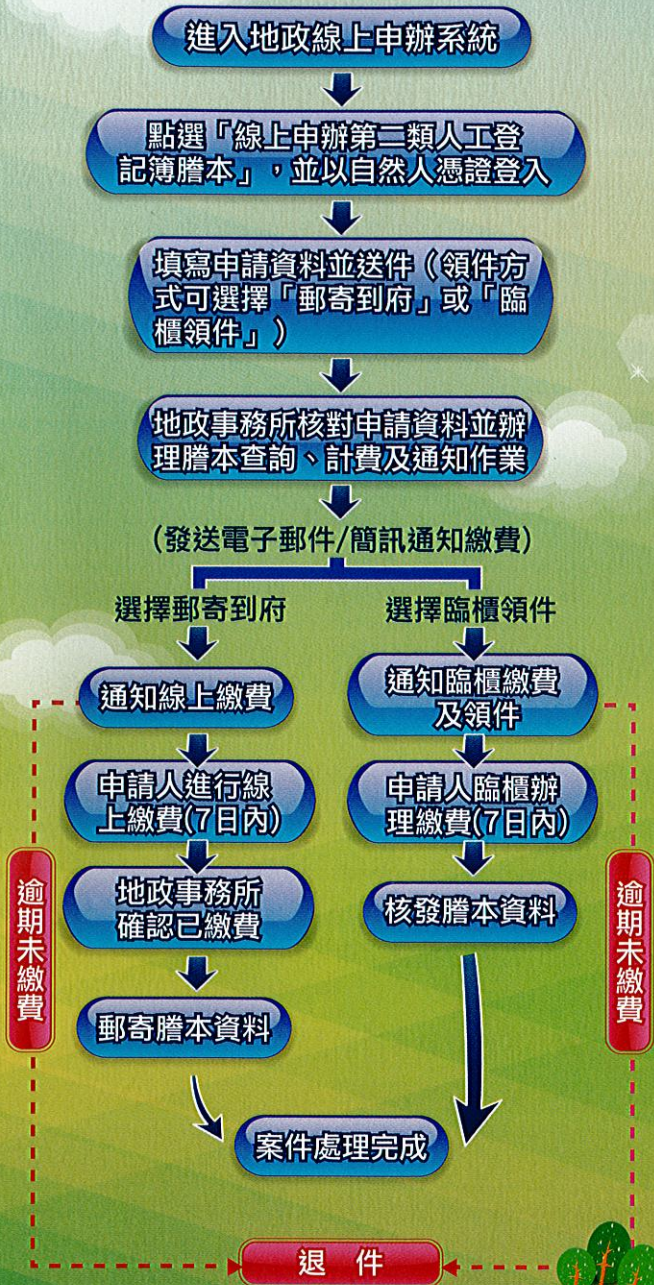 進入地政線上申辦系統
點選「線上申辦第二類人工登
記簿謄本」，並以自然人憑證登入
填寫申請資料並送件（領件方
式可選擇「郵寄到府」或「臨
櫃領件」）
地政事務所核對申請資料並辦
理謄本查詢、計費及通知作業
(發送電子郵件/簡訊通知繳費)
選擇郵寄到府
選擇臨櫃領件
通知線上繳費
通知臨櫃繳費
及領件
申請人進行線
上繳費(7日內)
申請人臨櫃辦
理繳費(7日內)
逾期未繳費
地政事務所
確認已繳費
核發謄本資料
逾期未繳費
郵寄謄本資料
案件處理完成
退 件